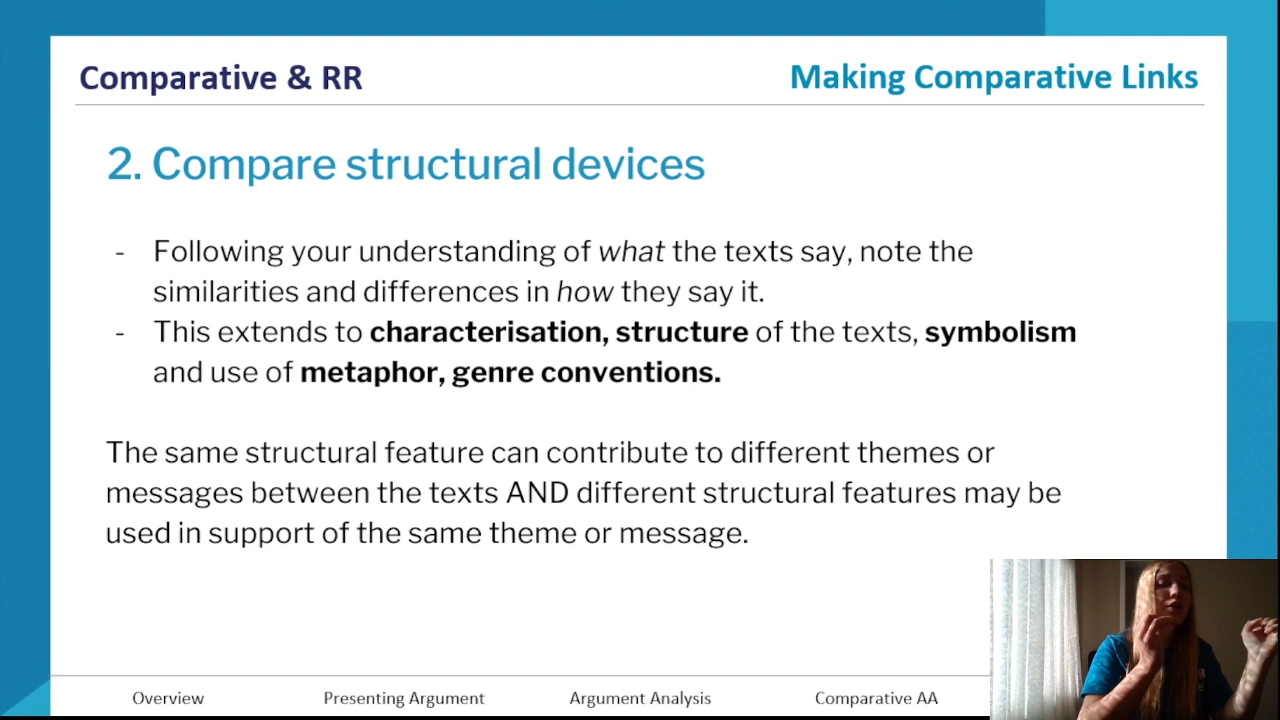 Comparative & RR
Making Comparative Links
2. Compare structural devices
- Following your understanding of what the texts say, note the
similarities and differences in how they say it.
- This extends to characterisation, structure of the texts, symbolism
and use of metaphor, genre conventions.
The same structural feature can contribute to different themes or
messages between the texts AND different structural features may be
used in support of the same theme or message.
Overview
Presenting Argument
Argument Analysis
Comparative AA